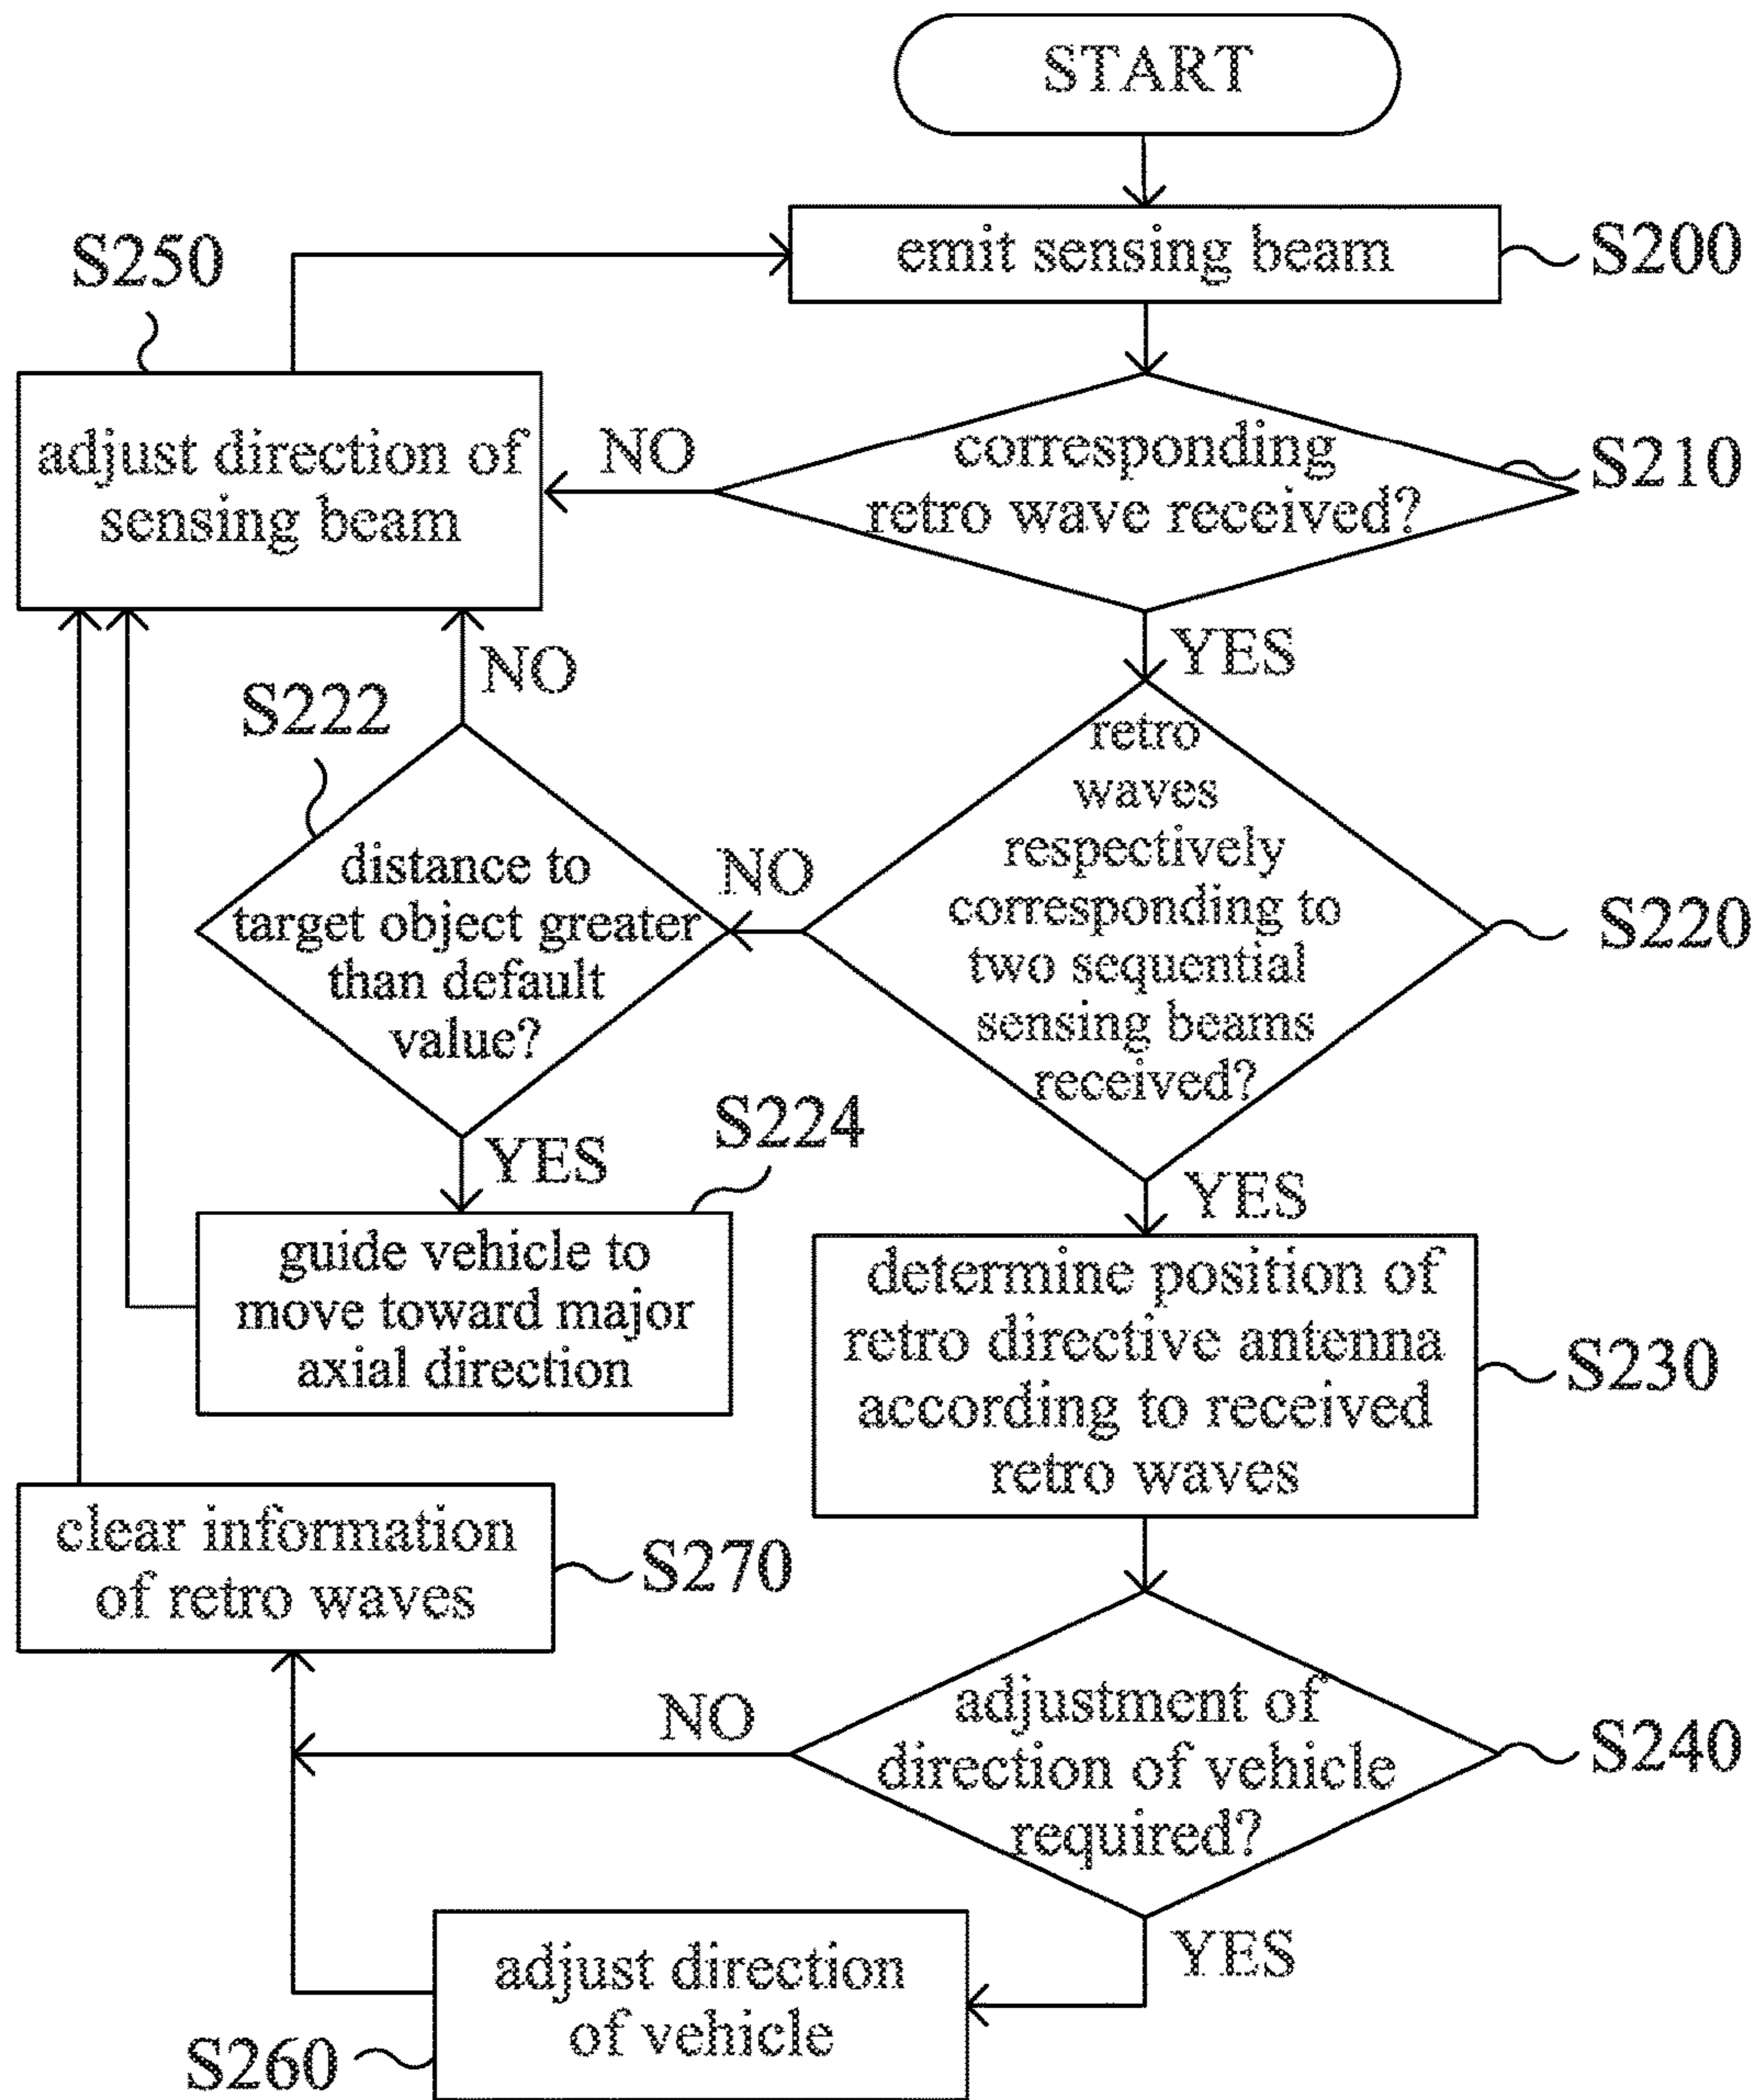 START
emit sensing beam
S200
S250
adjust direction of
sensing beam
NO
corresponding
retro wave received?
S210
YES
NO
S222
distance to
target object greater
than default
value?
NO
retro
waves
respectively
corresponding to
two sequential
sensing beams
received?
S220
YES
S224
guide vehicle to
move toward major
axial direction
YES
determine position of
retro directive antenna
according to received
retro waves
S230
clear information
of retro waves
S270
NO
adjustment of
direction of vehicle
required?
S240
YES
adjust direction
of vehicle
S260